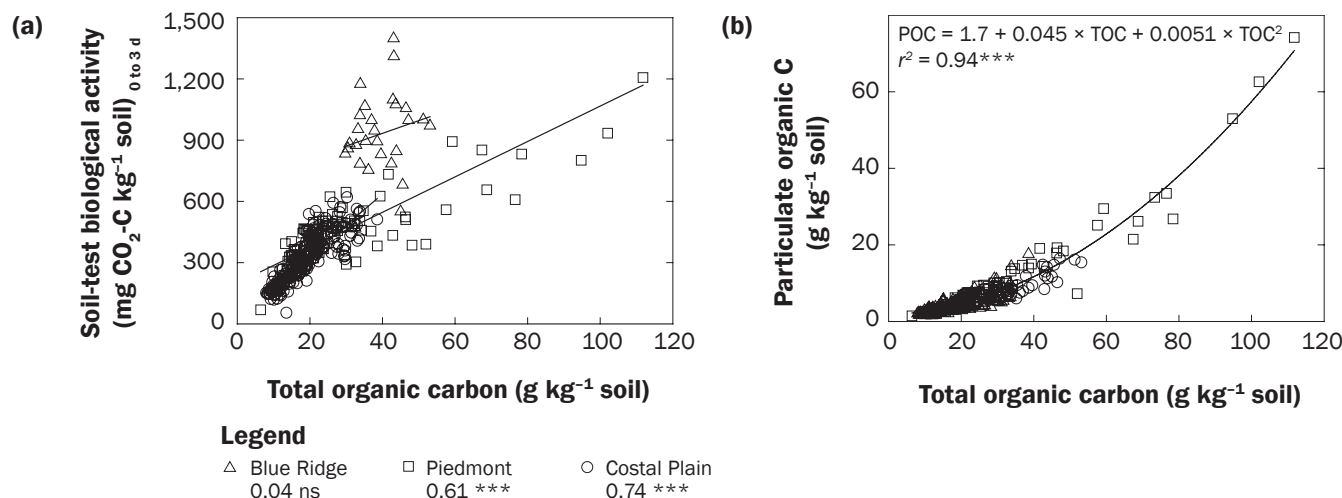 (a)
Soil-test biological activity
(mg CO₂-C kg⁻¹ soil) 0 to 3 d
1,500
1,200
900
600
300
0
0 20 40 60 80 100 120
Total organic carbon (g kg⁻¹ soil)
(b)
Particulate organic C
(g kg⁻¹ soil)
POC = 1.7 + 0.045 × TOC + 0.0051 × TOC²
r² = 0.94***
60
40
20
0
0 20 40 60 80 100 120
Total organic carbon (g kg⁻¹ soil)
Legend
Blue Ridge Piedmont Costal Plain
0.04 ns 0.61 *** 0.74 ***